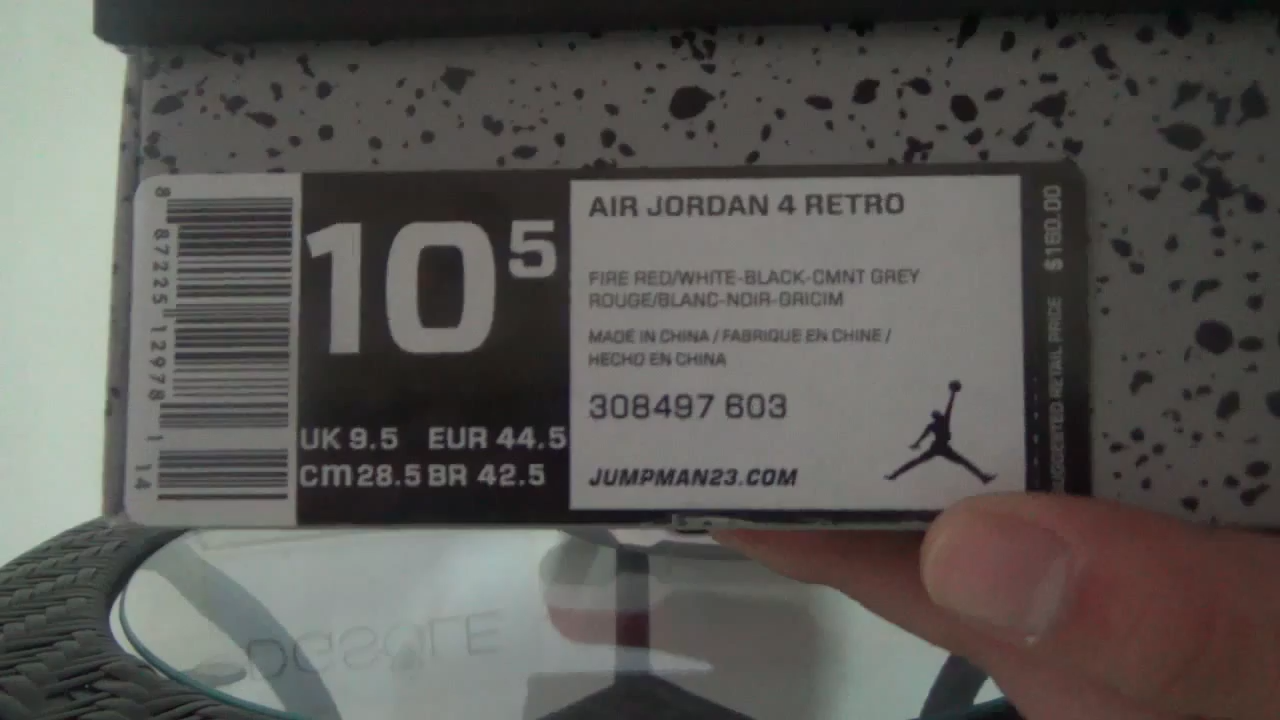 8 87225 12978 1 14
10 5
UK 9.5 EUR 44.5
cm 28.5 BR 42.5
AIR JORDAN 4 RETRO
FIRE RED/WHITE-BLACK-CMNT GREY
ROUGE/BLANC-NOIR-GRICIM
MADE IN CHINA / FABRIQUE EN CHINE /
HECHO EN CHINA
308497 603
JUMPMAN23.COM
SUGGESTED RETAIL PRICE $160.00